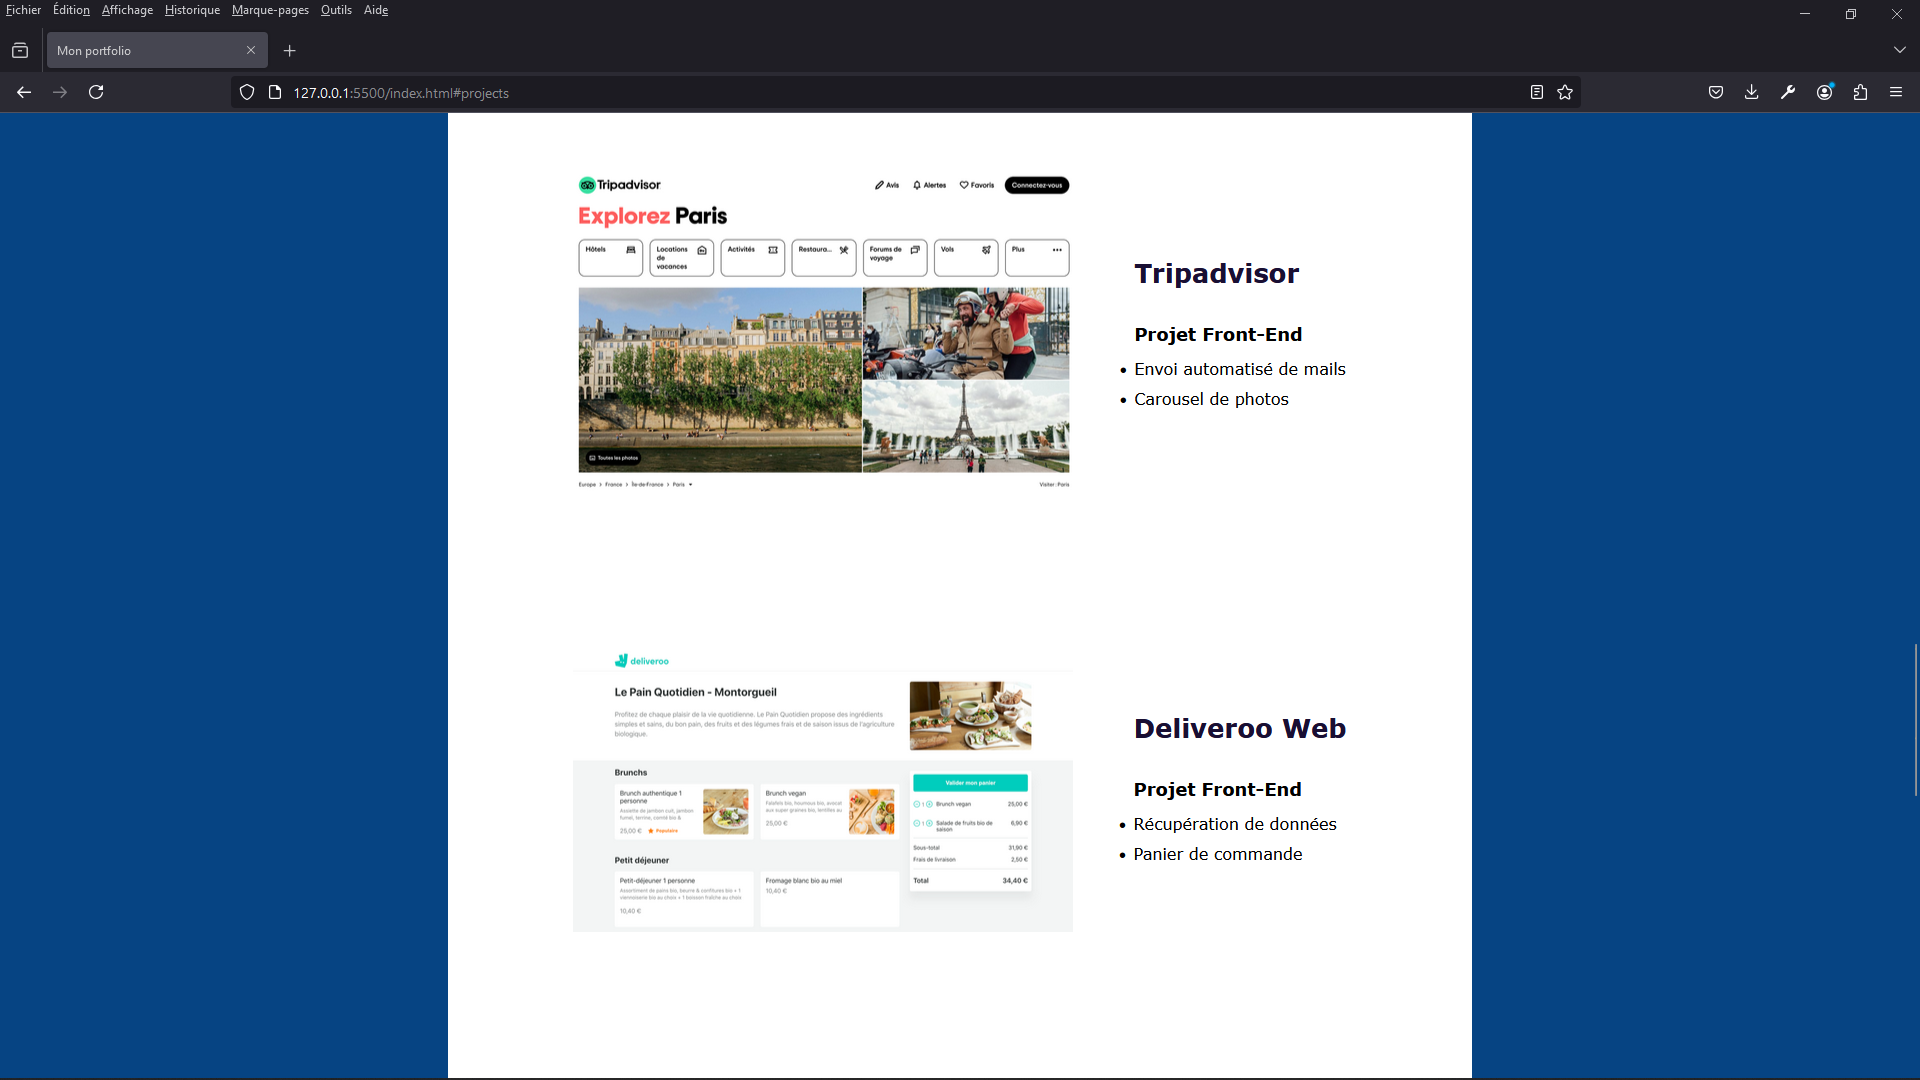 Fichier Édition Affichage Historique Marque-pages Outils Aide
Mon portfolio
127.0.0.1:5500/index.html#projects
Tripadvisor Avis Alertes Favoris Connectez-vous
Explorez Paris
Hôtels Locations de vacances Activités Restaura... Forums de voyage Vols Plus
Toutes les photos
Europe > France > Île-de-France > Paris Visiter : Paris
Tripadvisor
Projet Front-End
• Envoi automatisé de mails
• Carousel de photos
deliveroo
Le Pain Quotidien - Montorgueil
Profitez de chaque plaisir de la vie quotidienne. Le Pain Quotidien propose des ingrédients
simples et sains, du bon pain, des fruits et des légumes frais et de saison issus de l'agriculture
biologique.
Brunchs
Brunch authentique 1
personne
Assiette de jambon cuit, jambon
fumé, terrine, comté bio &
25,00 € Populaire
Brunch vegan
Falafels bio, houmous bio, avocat
aux super graines bio, lentilles au
25,00 €
Petit déjeuner
Petit-déjeuner 1 personne
Assortiment de pains bio, beurre & confitures bio + 1
viennoiserie bio au choix + 1 boisson fraîche au choix
10,40 €
Fromage blanc bio au miel
10,40 €
Valider mon panier
1 Brunch vegan 25,00 €
1 Salade de fruits bio de
saison 6,90 €
Sous-total 31,90 €
Frais de livraison 2,50 €
Total 34,40 €
Deliveroo Web
Projet Front-End
• Récupération de données
• Panier de commande